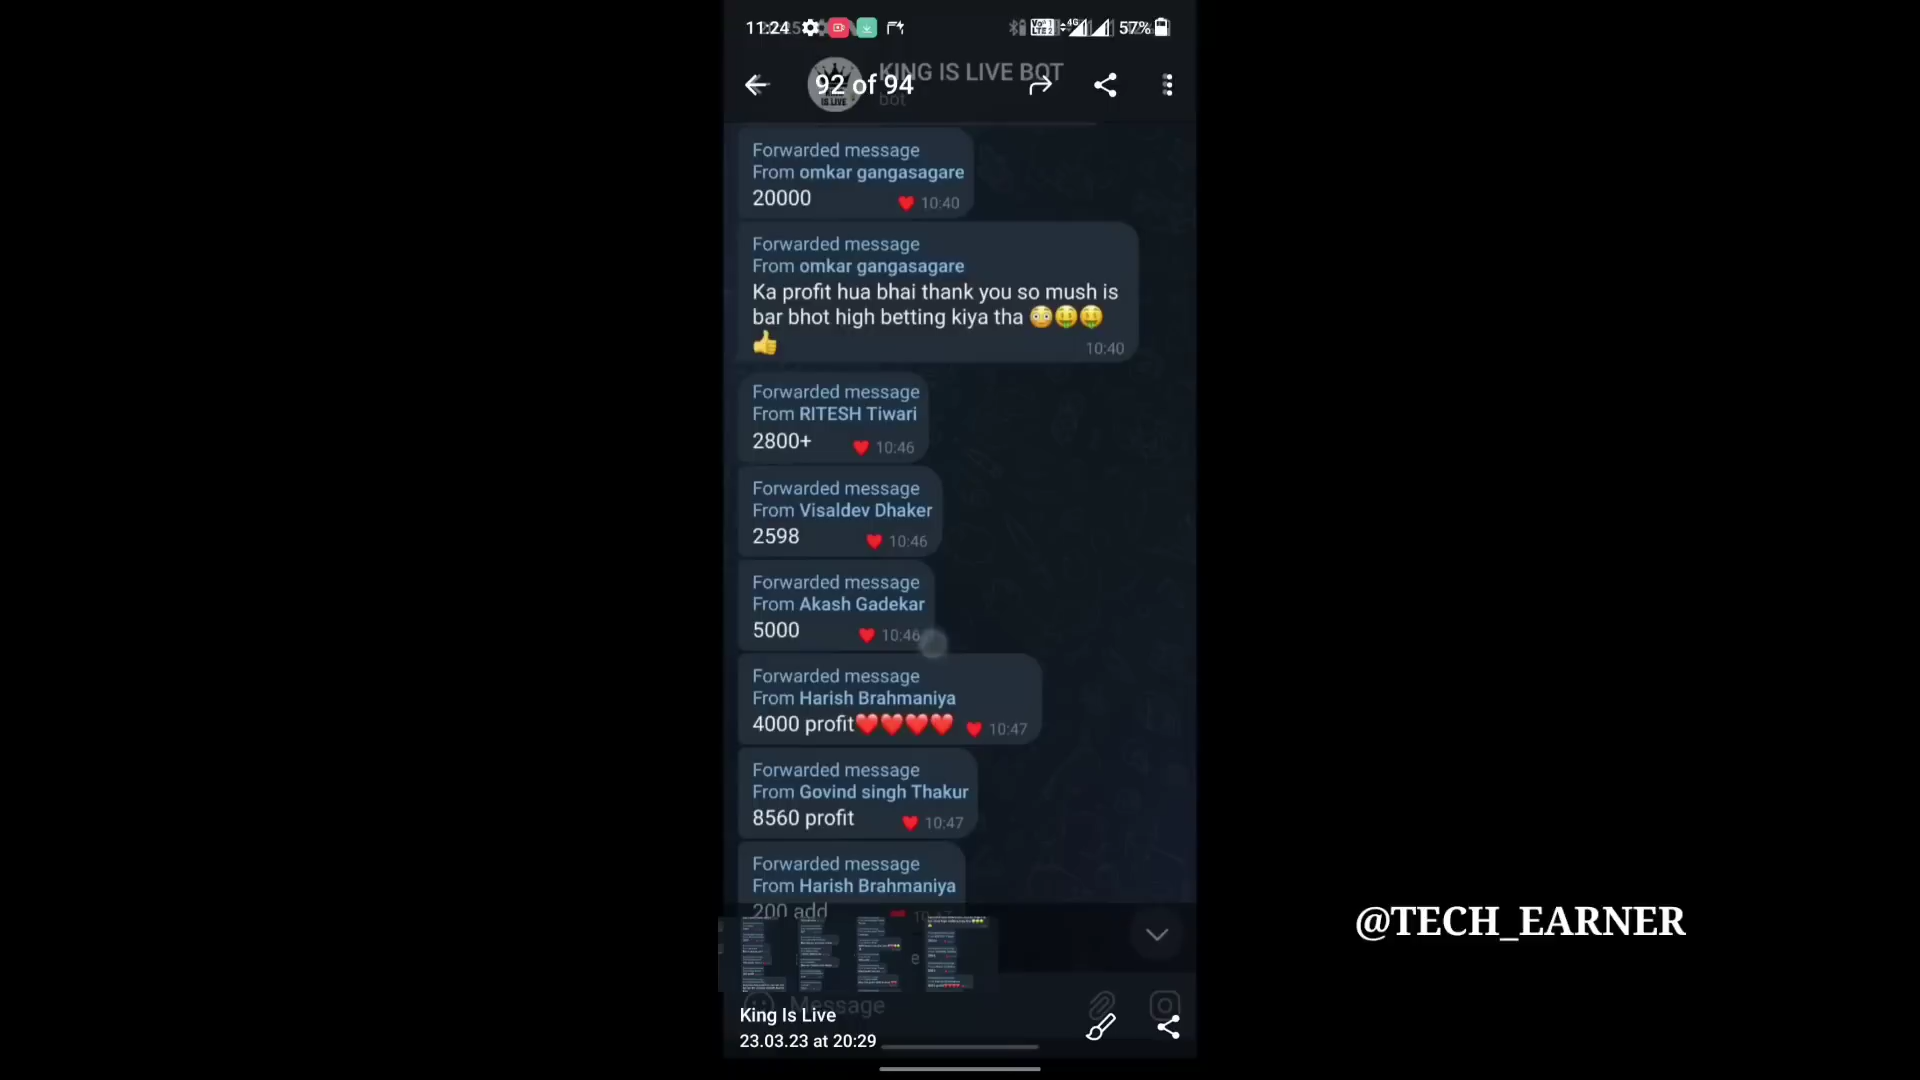 11:24
57%
92 of 94
KING IS LIVE BOT
bot
Forwarded message
From omkar gangasagare
20000
10:40
Forwarded message
From omkar gangasagare
Ka profit hua bhai thank you so mush is
bar bhot high betting kiya tha 😳🤑🤑
👍
10:40
Forwarded message
From RITESH Tiwari
2800+
10:46
Forwarded message
From Visaldev Dhaker
2598
10:46
Forwarded message
From Akash Gadekar
5000
10:46
Forwarded message
From Harish Brahmaniya
4000 profit❤️❤️❤️❤️
10:47
Forwarded message
From Govind singh Thakur
8560 profit
10:47
Forwarded message
From Harish Brahmaniya
200 add
Message
King Is Live
23.03.23 at 20:29
@TECH_EARNER